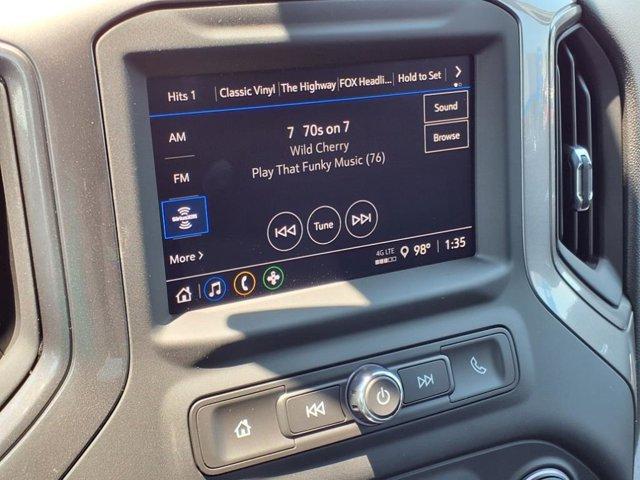 Hits 1 Classic Vinyl The Highway FOX Headli... Hold to Set
AM
7 70s on 7
Sound
Wild Cherry
Browse
FM
Play That Funky Music (76)
SiriusXM
Tune
More
4G LTE 98° 1:35